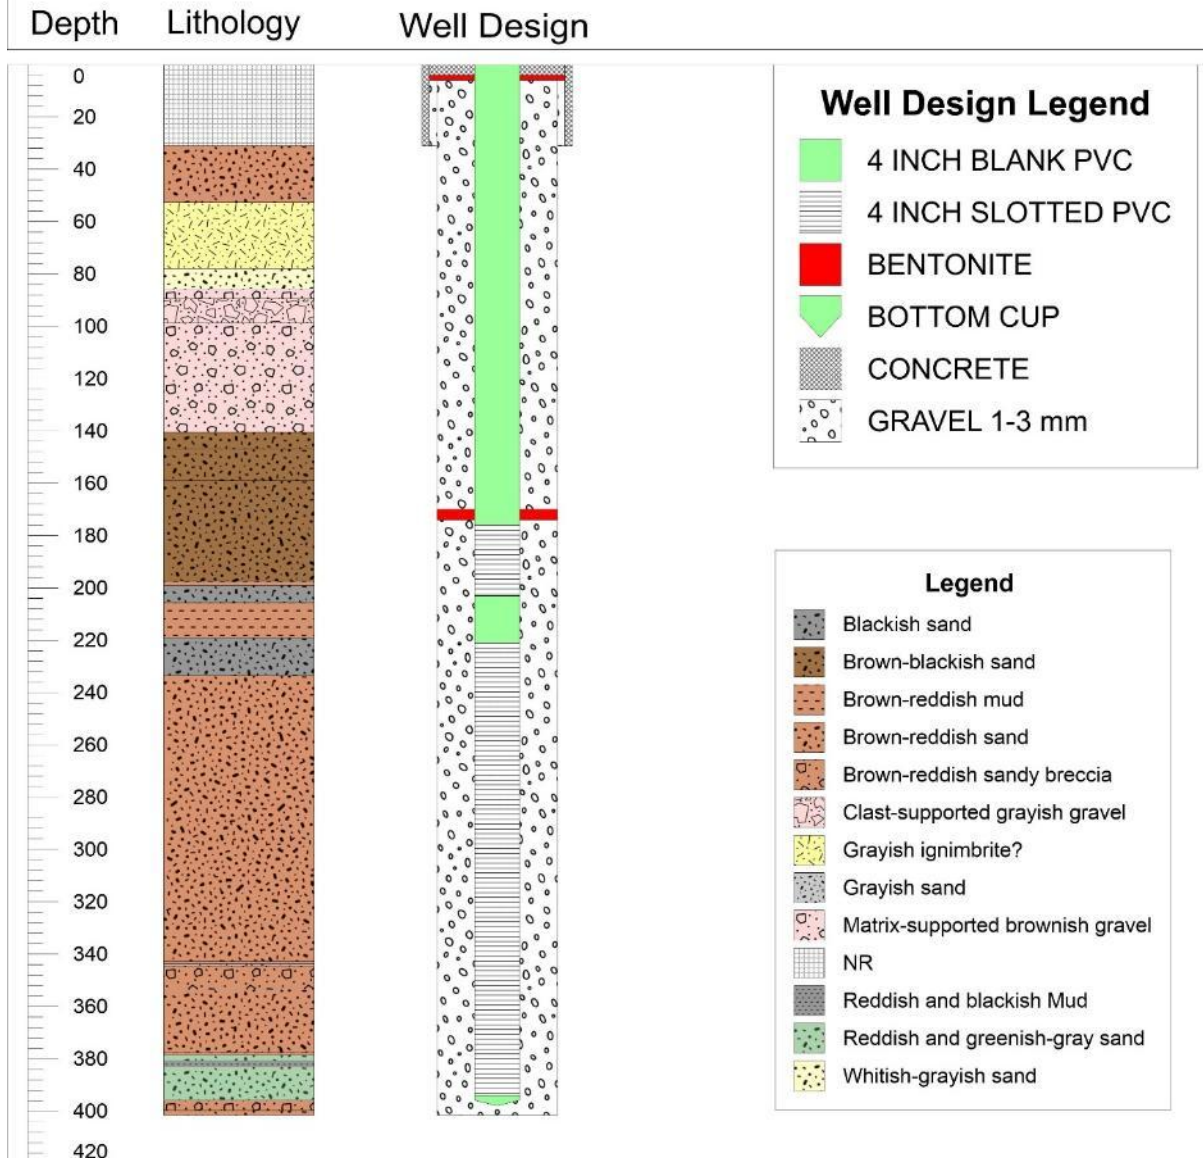 Depth Lithology Well Design
0
20
40
60
80
100
120
140
160
180
200
220
240
260
280
300
320
340
360
380
400
420
Well Design Legend
4 INCH BLANK PVC
4 INCH SLOTTED PVC
BENTONITE
BOTTOM CUP
CONCRETE
GRAVEL 1-3 mm
Legend
Blackish sand
Brown-blackish sand
Brown-reddish mud
Brown-reddish sand
Brown-reddish sandy breccia
Clast-supported grayish gravel
Grayish ignimbrite?
Grayish sand
Matrix-supported brownish gravel
NR
Reddish and blackish Mud
Reddish and greenish-gray sand
Whitish-grayish sand